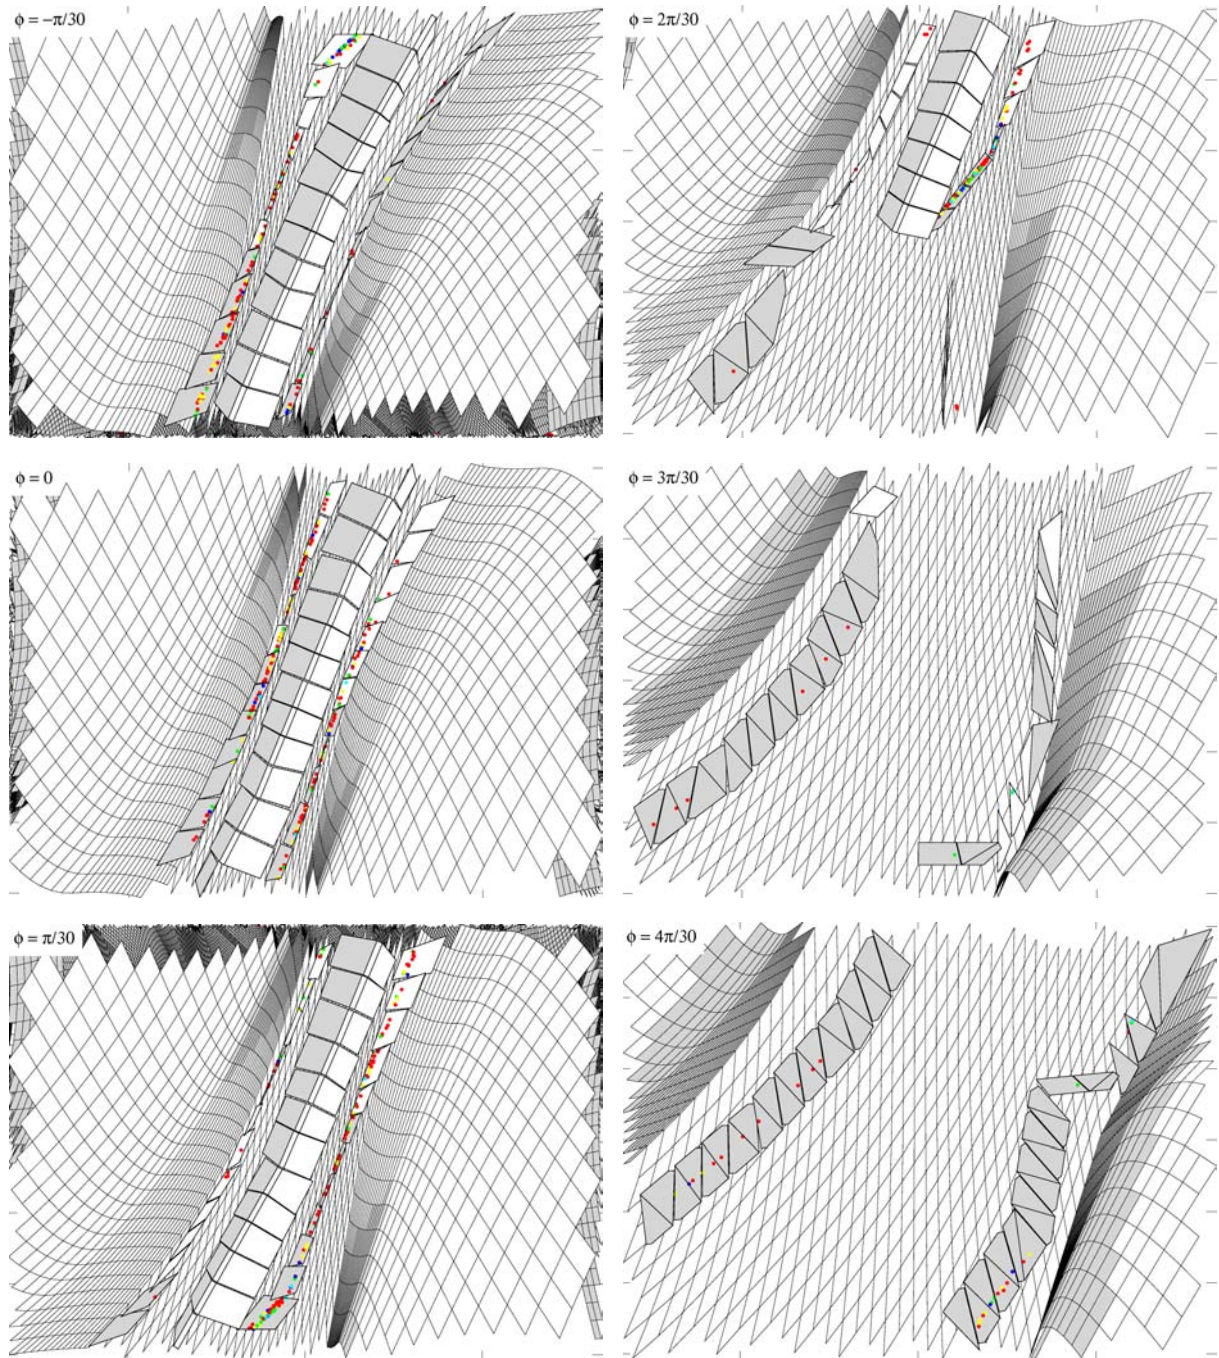 ϕ = −π/30
ϕ = 2π/30
ϕ = 0
ϕ = 3π/30
ϕ = π/30
ϕ = 4π/30